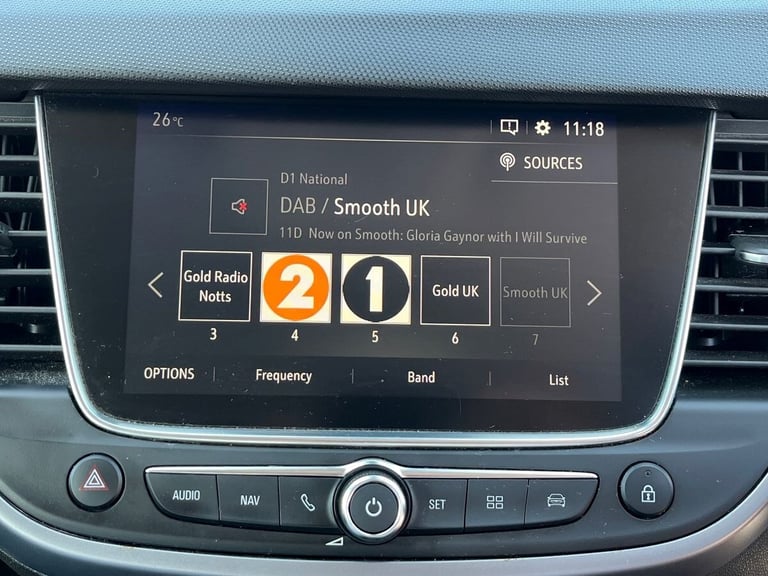 26°C
11:18
SOURCES
D1 National
DAB / Smooth UK
11D Now on Smooth: Gloria Gaynor with I Will Survive
Gold Radio Notts
2
1
Gold UK
Smooth UK
3
4
5
6
7
OPTIONS
Frequency
Band
List
AUDIO
NAV
SET